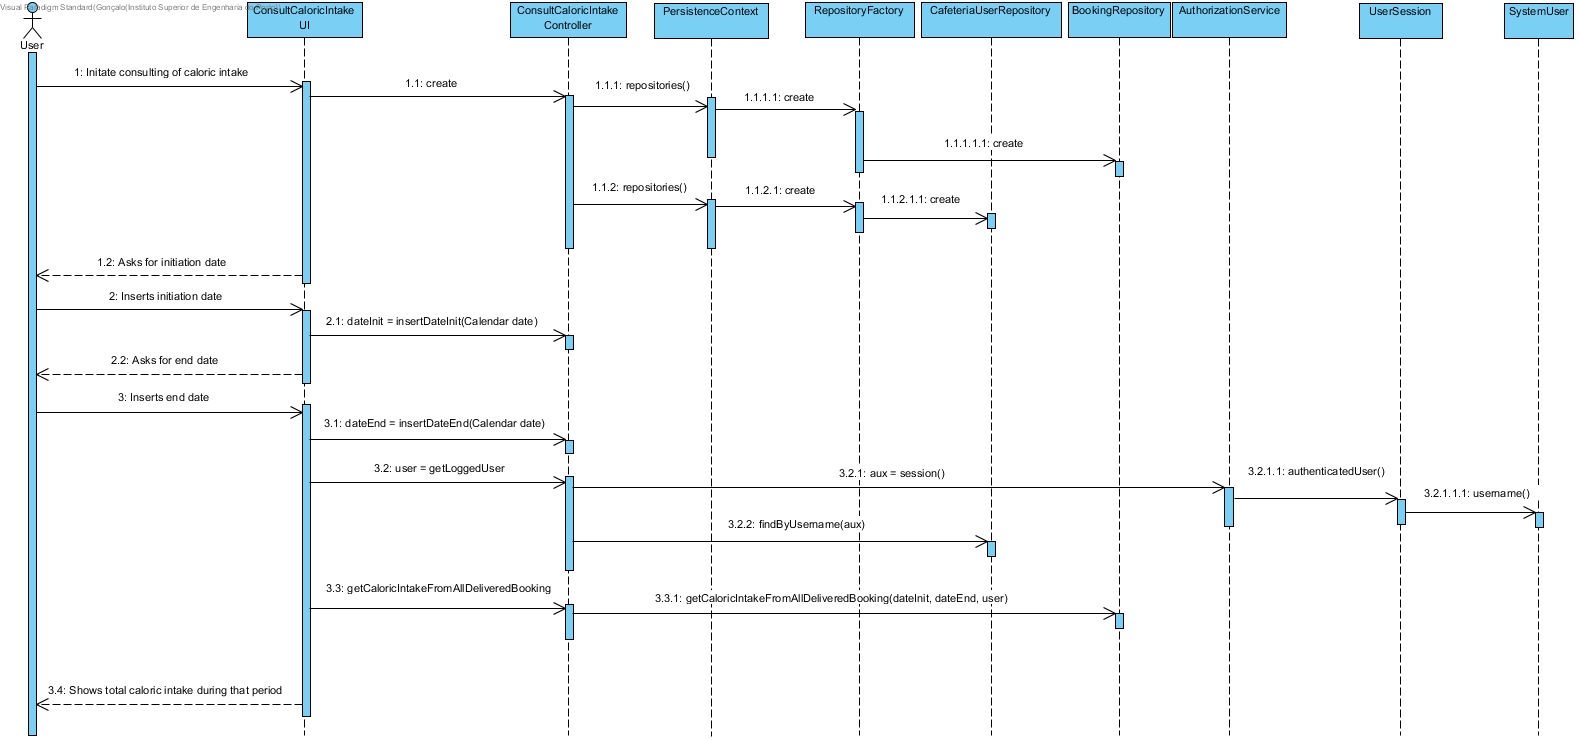 Visual Paradigm Standard(Gonçalo(Instituto Superior de Engenharia
User
ConsultCaloricIntake
UI
ConsultCaloricIntake
Controller
PersistenceContext
RepositoryFactory
CafeteriaUserRepository
BookingRepository
AuthorizationService
UserSession
SystemUser
1: Initate consulting of caloric intake
1.1: create
1.1.1: repositories()
1.1.1.1: create
1.1.1.1.1: create
1.1.2: repositories()
1.1.2.1: create
1.1.2.1.1: create
1.2: Asks for initiation date
2: Inserts initiation date
2.1: dateInit = insertDateInit(Calendar date)
2.2: Asks for end date
3: Inserts end date
3.1: dateEnd = insertDateEnd(Calendar date)
3.2: user = getLoggedUser
3.2.1: aux = session()
3.2.1.1: authenticatedUser()
3.2.1.1.1: username()
3.2.2: findByUsername(aux)
3.3: getCaloricIntakeFromAllDeliveredBooking
3.3.1: getCaloricIntakeFromAllDeliveredBooking(dateInit, dateEnd, user)
3.4: Shows total caloric intake during that period